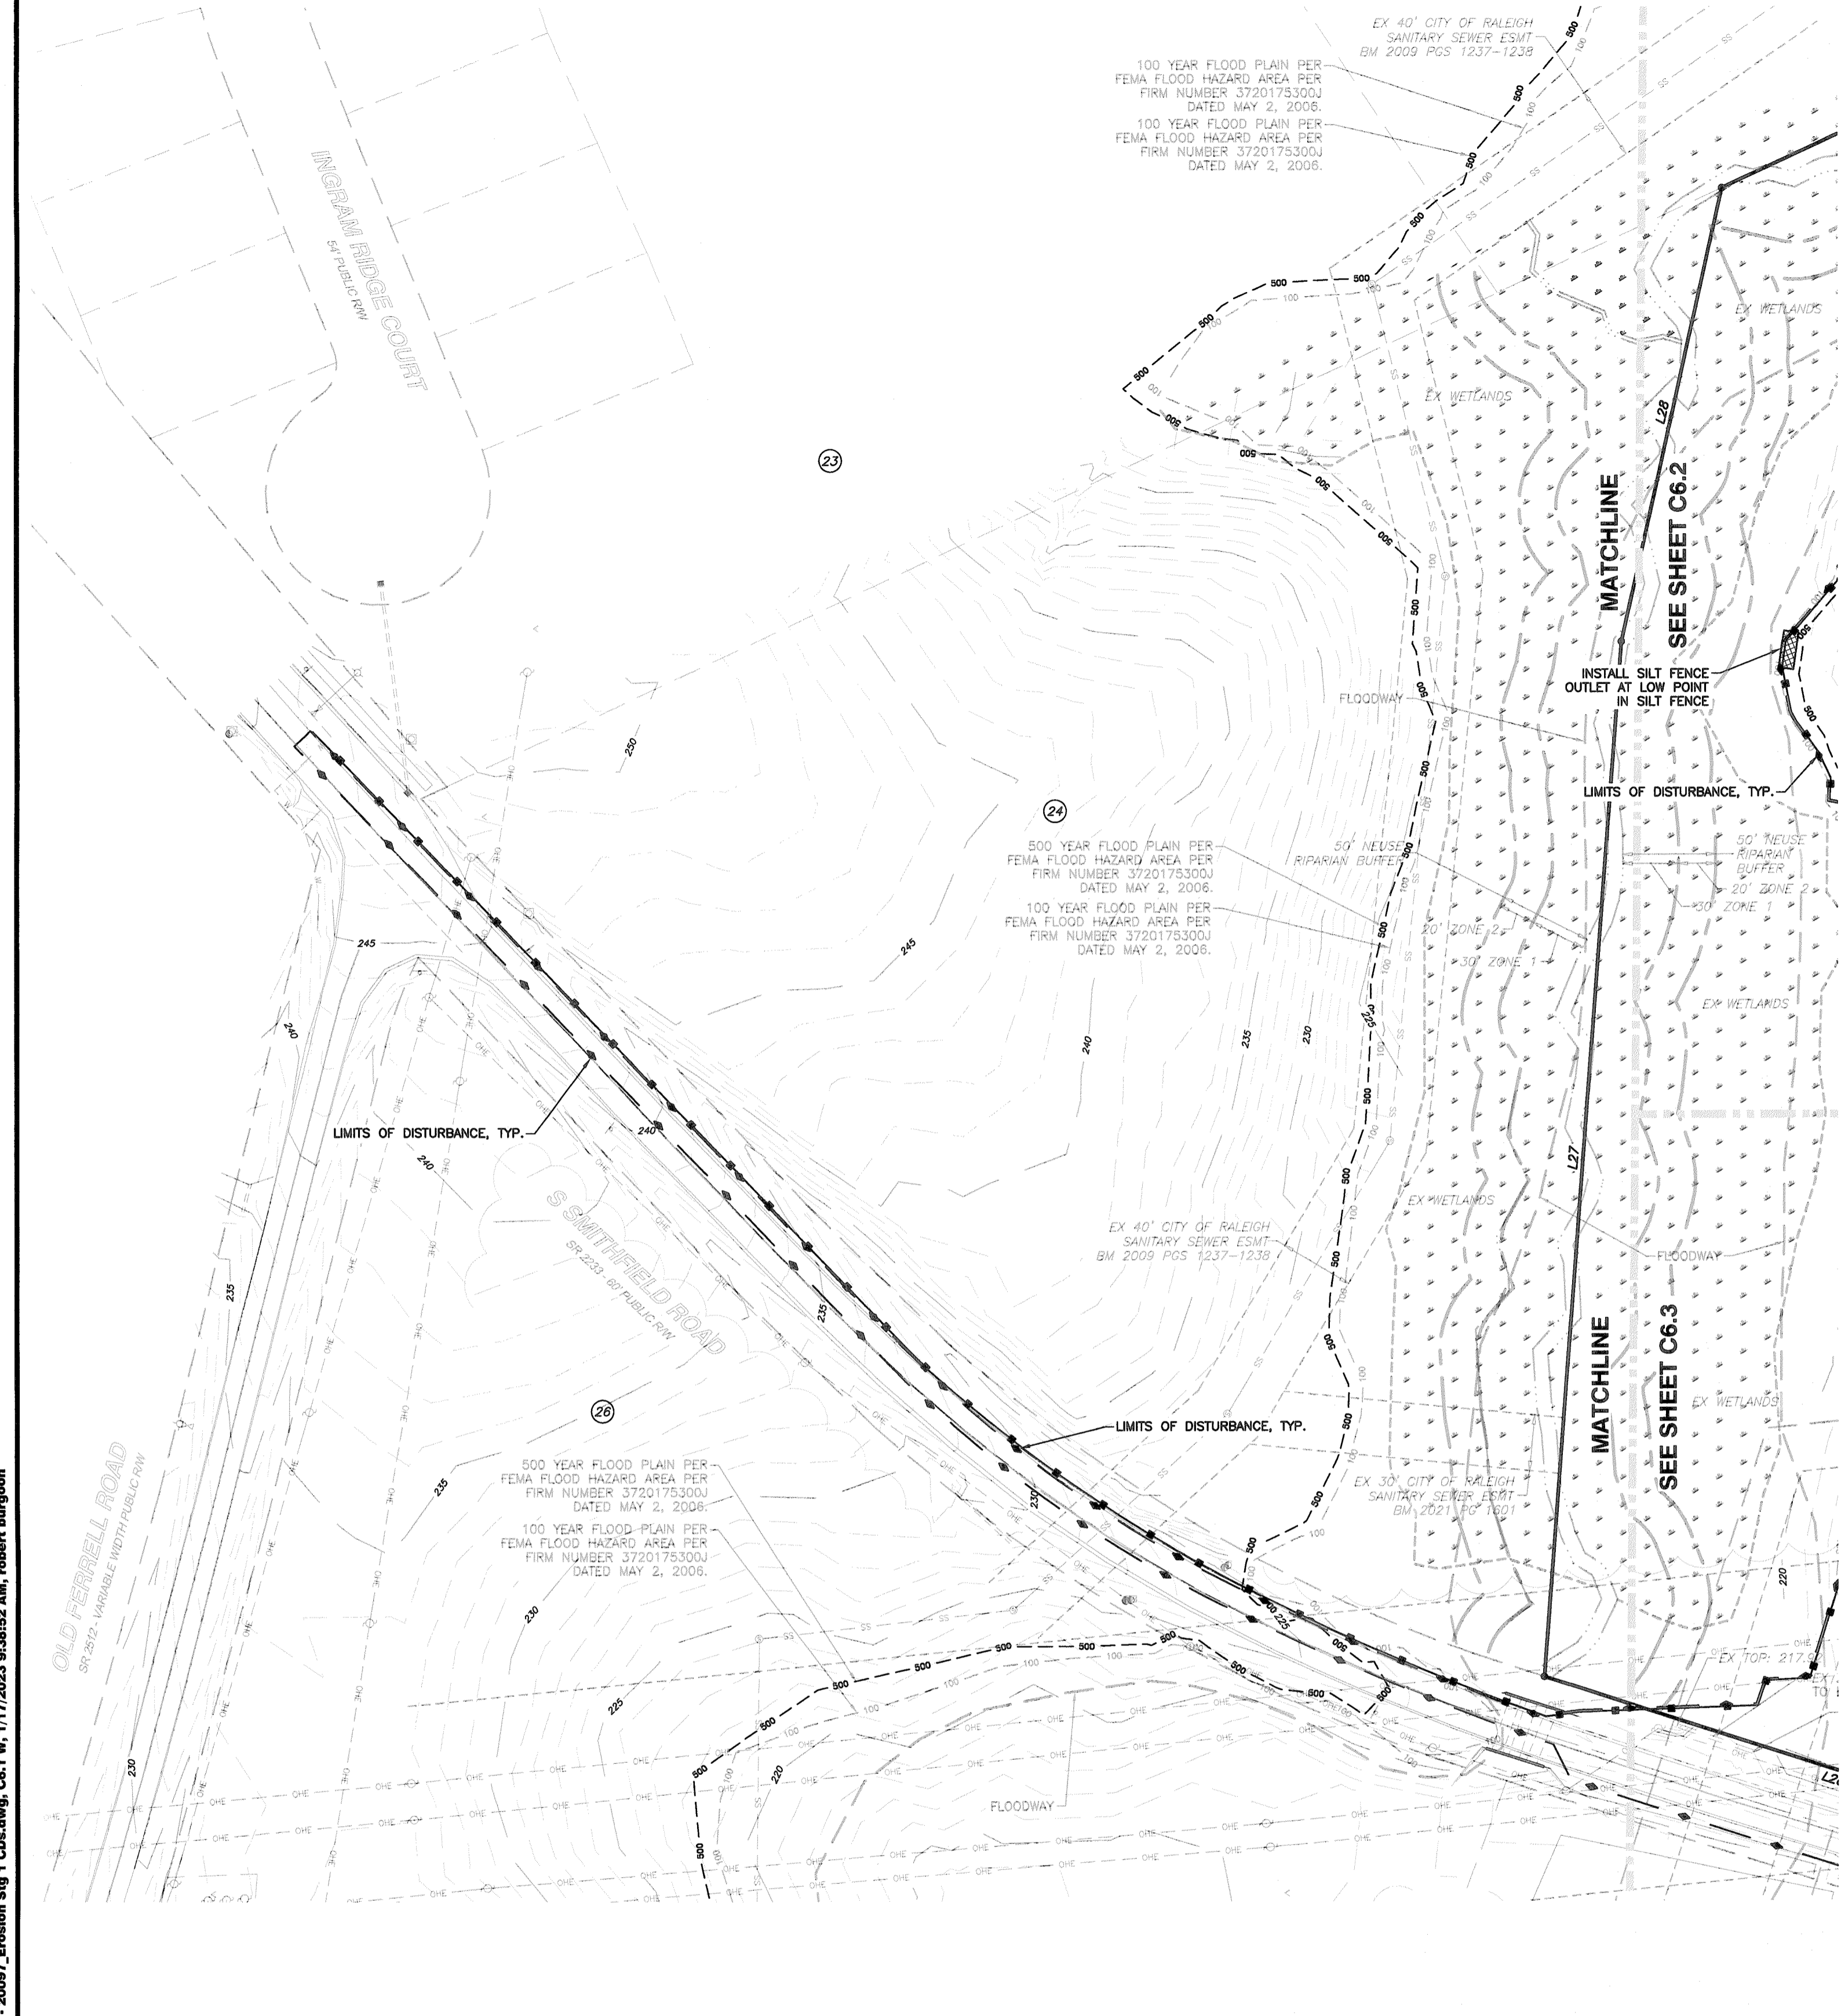 EX 40' CITY OF RALEIGH
SANITARY SEWER ESMT
BM 2009 PGS 1237-1238
100 YEAR FLOOD PLAIN PER
FEMA FLOOD HAZARD AREA PER
FIRM NUMBER 3720175300J
DATED MAY 2, 2006.
100 YEAR FLOOD PLAIN PER
FEMA FLOOD HAZARD AREA PER
FIRM NUMBER 3720175300J
DATED MAY 2, 2006.
INGRAM RIDGE COURT
54' PUBLIC R/W
EX WETLANDS
EX WETLANDS
L28
23
MATCHLINE
SEE SHEET C6.2
INSTALL SILT FENCE
OUTLET AT LOW POINT
IN SILT FENCE
FLOODWAY
LIMITS OF DISTURBANCE, TYP.
250
24
500 YEAR FLOOD PLAIN PER
FEMA FLOOD HAZARD AREA PER
FIRM NUMBER 3720175300J
DATED MAY 2, 2006.
100 YEAR FLOOD PLAIN PER
FEMA FLOOD HAZARD AREA PER
FIRM NUMBER 3720175300J
DATED MAY 2, 2006.
50' NEUSE
RIPARIAN BUFFER
50' NEUSE
RIPARIAN
BUFFER
20' ZONE 2
30' ZONE 1
20' ZONE 2
30' ZONE 1
245
245
240
240
235
230
225
EX WETLANDS
LIMITS OF DISTURBANCE, TYP.
240
240
L27
EX WETLANDS
S SMITHFIELD ROAD
SR 2233 - 60' PUBLIC R/W
EX 40' CITY OF RALEIGH
SANITARY SEWER ESMT
BM 2009 PGS 1237-1238
FLOODWAY
235
235
MATCHLINE
SEE SHEET C6.3
26
LIMITS OF DISTURBANCE, TYP.
EX WETLANDS
OLD FERRELL ROAD
SR 2512 - VARIABLE WIDTH PUBLIC R/W
500 YEAR FLOOD PLAIN PER
FEMA FLOOD HAZARD AREA PER
FIRM NUMBER 3720175300J
DATED MAY 2, 2006.
100 YEAR FLOOD PLAIN PER
FEMA FLOOD HAZARD AREA PER
FIRM NUMBER 3720175300J
DATED MAY 2, 2006.
235
230
EX 30' CITY OF RALEIGH
SANITARY SEWER ESMT
BM 2021 PG 1601
230
225
220
EX TOP: 217.9
225
220
230
FLOODWAY